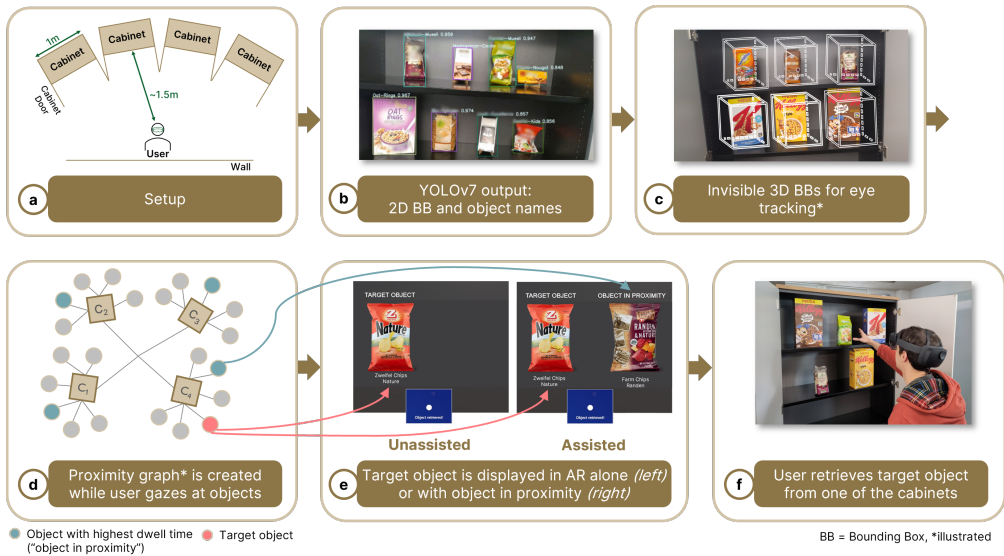 1m
Cabinet
Cabinet
Cabinet
Cabinet
Cabinet
Door
~1.5m
User
Wall
a
Setup
b
YOLOv7 output:
2D BB and object names
c
Invisible 3D BBs for eye
tracking*
C1
C2
C3
C4
d
Proximity graph* is created
while user gazes at objects
TARGET OBJECT
Nature
Zweifel Chips
Nature
Object retrieved!
Unassisted
TARGET OBJECT
OBJECT IN PROXIMITY
Nature
Zweifel Chips
Nature
Farm Chips
Randen
Object retrieved!
Assisted
e
Target object is displayed in AR alone (left)
or with object in proximity (right)
f
User retrieves target object
from one of the cabinets
Object with highest dwell time
("object in proximity")
Target object
BB = Bounding Box, *illustrated